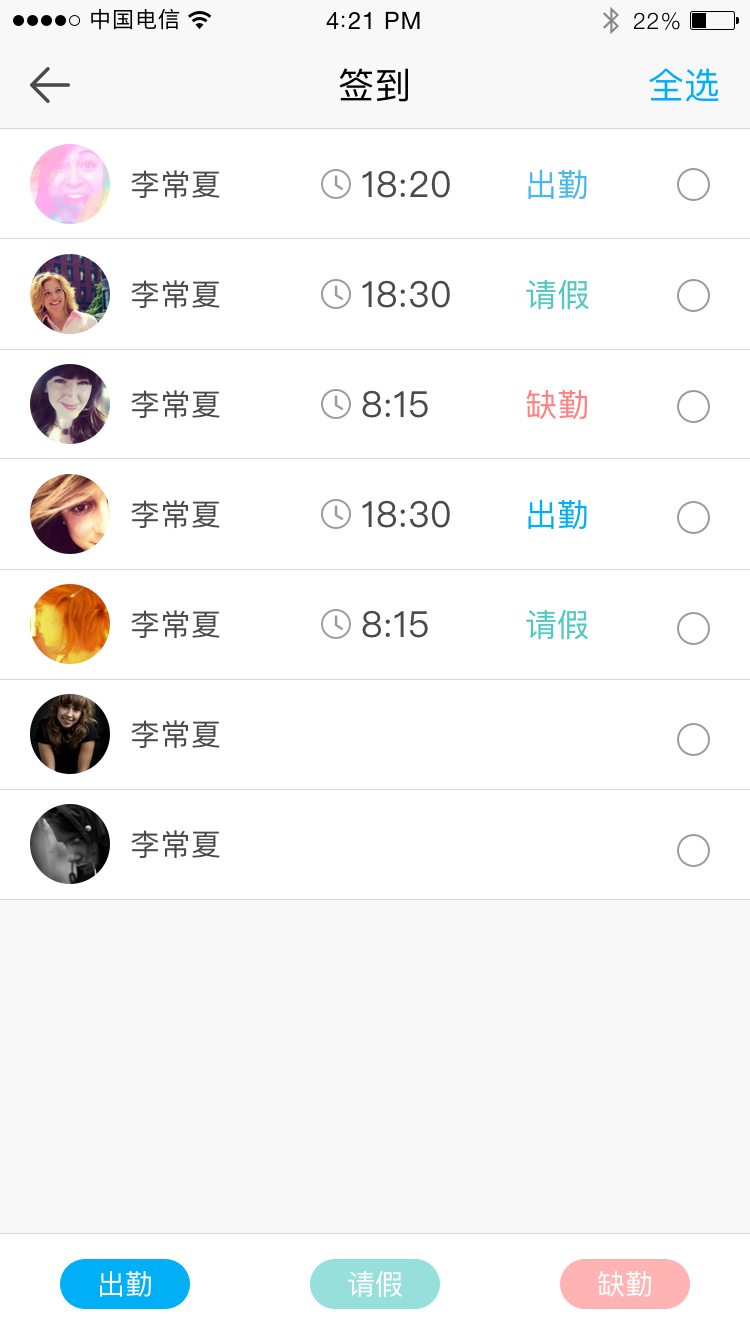 中国电信 4:21 PM 22%
签到 全选
李常夏 18:20 出勤
李常夏 18:30 请假
李常夏 8:15 缺勤
李常夏 18:30 出勤
李常夏 8:15 请假
李常夏
李常夏
出勤 请假 缺勤